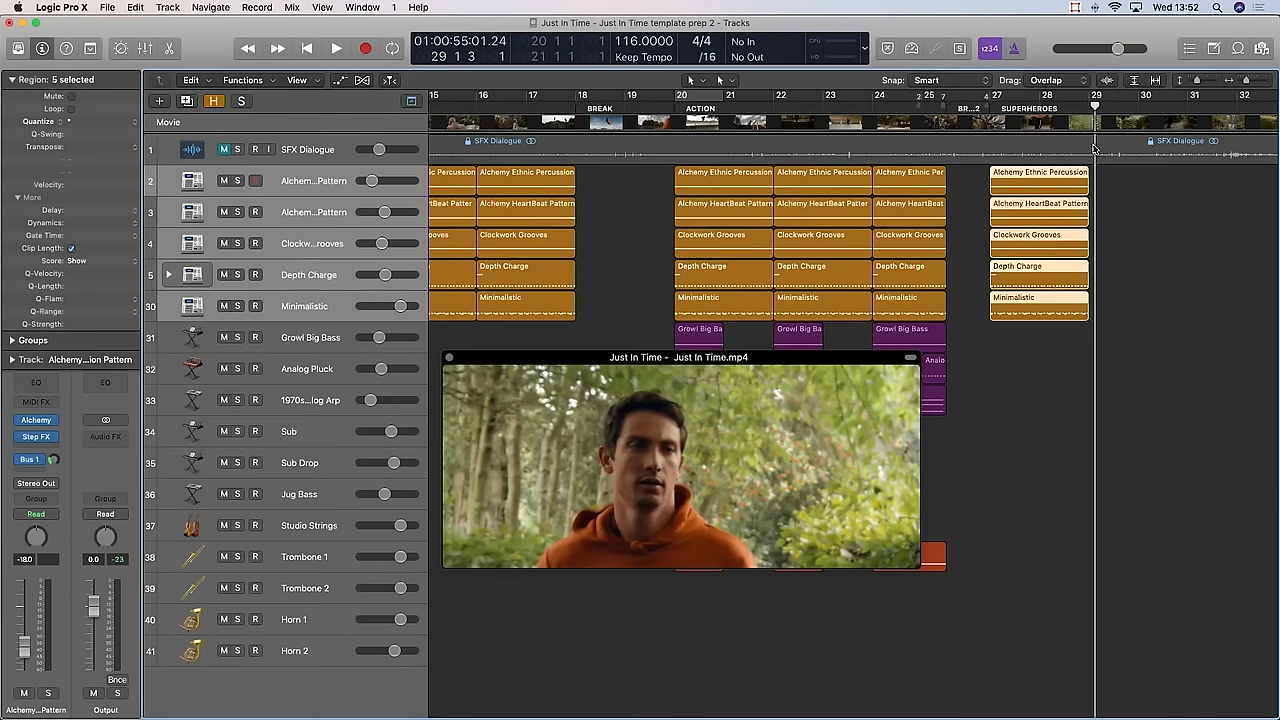 Logic Pro X File Edit Track Navigate Record Mix View Window 1 Help Wed 13:52
Just In Time - Just In Time template prep 2 - Tracks
01:00:55:01.24 20 1 1 1 116.0000 4/4 No In CPU
29 1 3 1 21 1 1 1 Keep Tempo /16 No Out HD
1234
Region: 5 selected Edit Functions View Snap: Smart Drag: Overlap
Mute:
Loop:
Quantize
Q-Swing:
Transpose:
Velocity:
More
Delay:
Dynamics:
Gate Time:
Clip Length:
Score: Show
Q-Velocity:
Q-Length:
Q-Flam:
Q-Range:
Q-Strength:
Groups
Track: Alchemy...ion Pattern
H S
15 16 17 18 19 20 21 22 23 24 25 26 27 28 29 30 31 32
BREAK ACTION BR...2 SUPERHEROES
Movie
1 M S R I SFX Dialogue
SFX Dialogue SFX Dialogue
2 M S R Alchem...Pattern
ic Percussion Alchemy Ethnic Percussion Alchemy Ethnic Percussion Alchemy Ethnic Percussion Alchemy Ethnic Per Alchemy Ethnic Percussion
3 M S R Alchem...Pattern
rtBeat Patter Alchemy HeartBeat Pattern Alchemy HeartBeat Pattern Alchemy HeartBeat Patter Alchemy HeartBeat Alchemy HeartBeat Pattern
4 M S R Clockw...rooves
ooves Clockwork Grooves Clockwork Grooves Clockwork Grooves Clockwork Grooves Clockwork Grooves
5 M S R Depth Charge
Depth Charge Depth Charge Depth Charge Depth Charge Depth Charge
30 M S R Minimalistic
Minimalistic Minimalistic Minimalistic Minimalistic Minimalistic
31 M S R Growl Big Bass
Growl Big Ba Growl Big Ba Growl Big Bass
Just In Time - Just In Time.mp4
32 M S R Analog Pluck
Analo
33 M S R 1970s...log Arp
34 M S R Sub
35 M S R Sub Drop
36 M S R Jug Bass
37 M S R Studio Strings
38 M S R Trombone 1
39 M S R Trombone 2
40 M S R Horn 1
41 M S R Horn 2
EQ EQ
MIDI FX
Alchemy
Step FX Audio FX
Bus 1
Stereo Out
Group Group
Read Read
-18.0 0.0 -23
Bnce
M S M S
Alchemy...Pattern Output